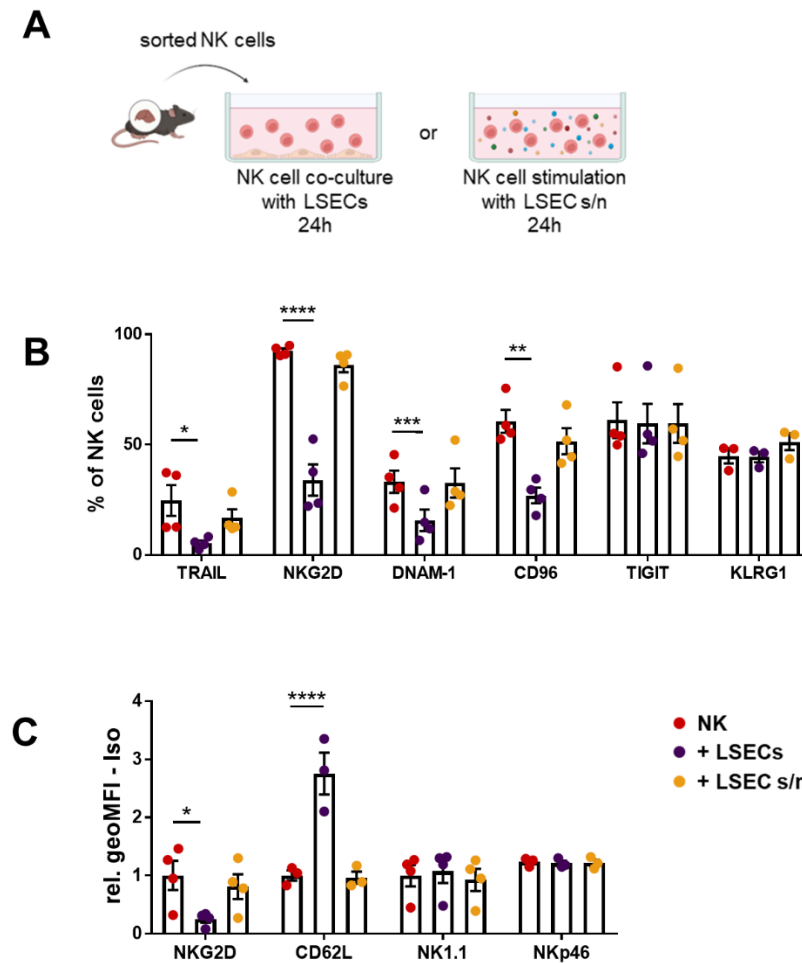 A
sorted NK cells
or
NK cell co-culture
with LSECs
24h
NK cell stimulation
with LSEC s/n
24h
B
% of NK cells
100
50
0
* **** *** **
TRAIL NKG2D DNAM-1 CD96 TIGIT KLRG1
C
rel. geoMFI - Iso
4
3
2
1
0
* ****
NKG2D CD62L NK1.1 NKp46
NK
+ LSECs
+ LSEC s/n